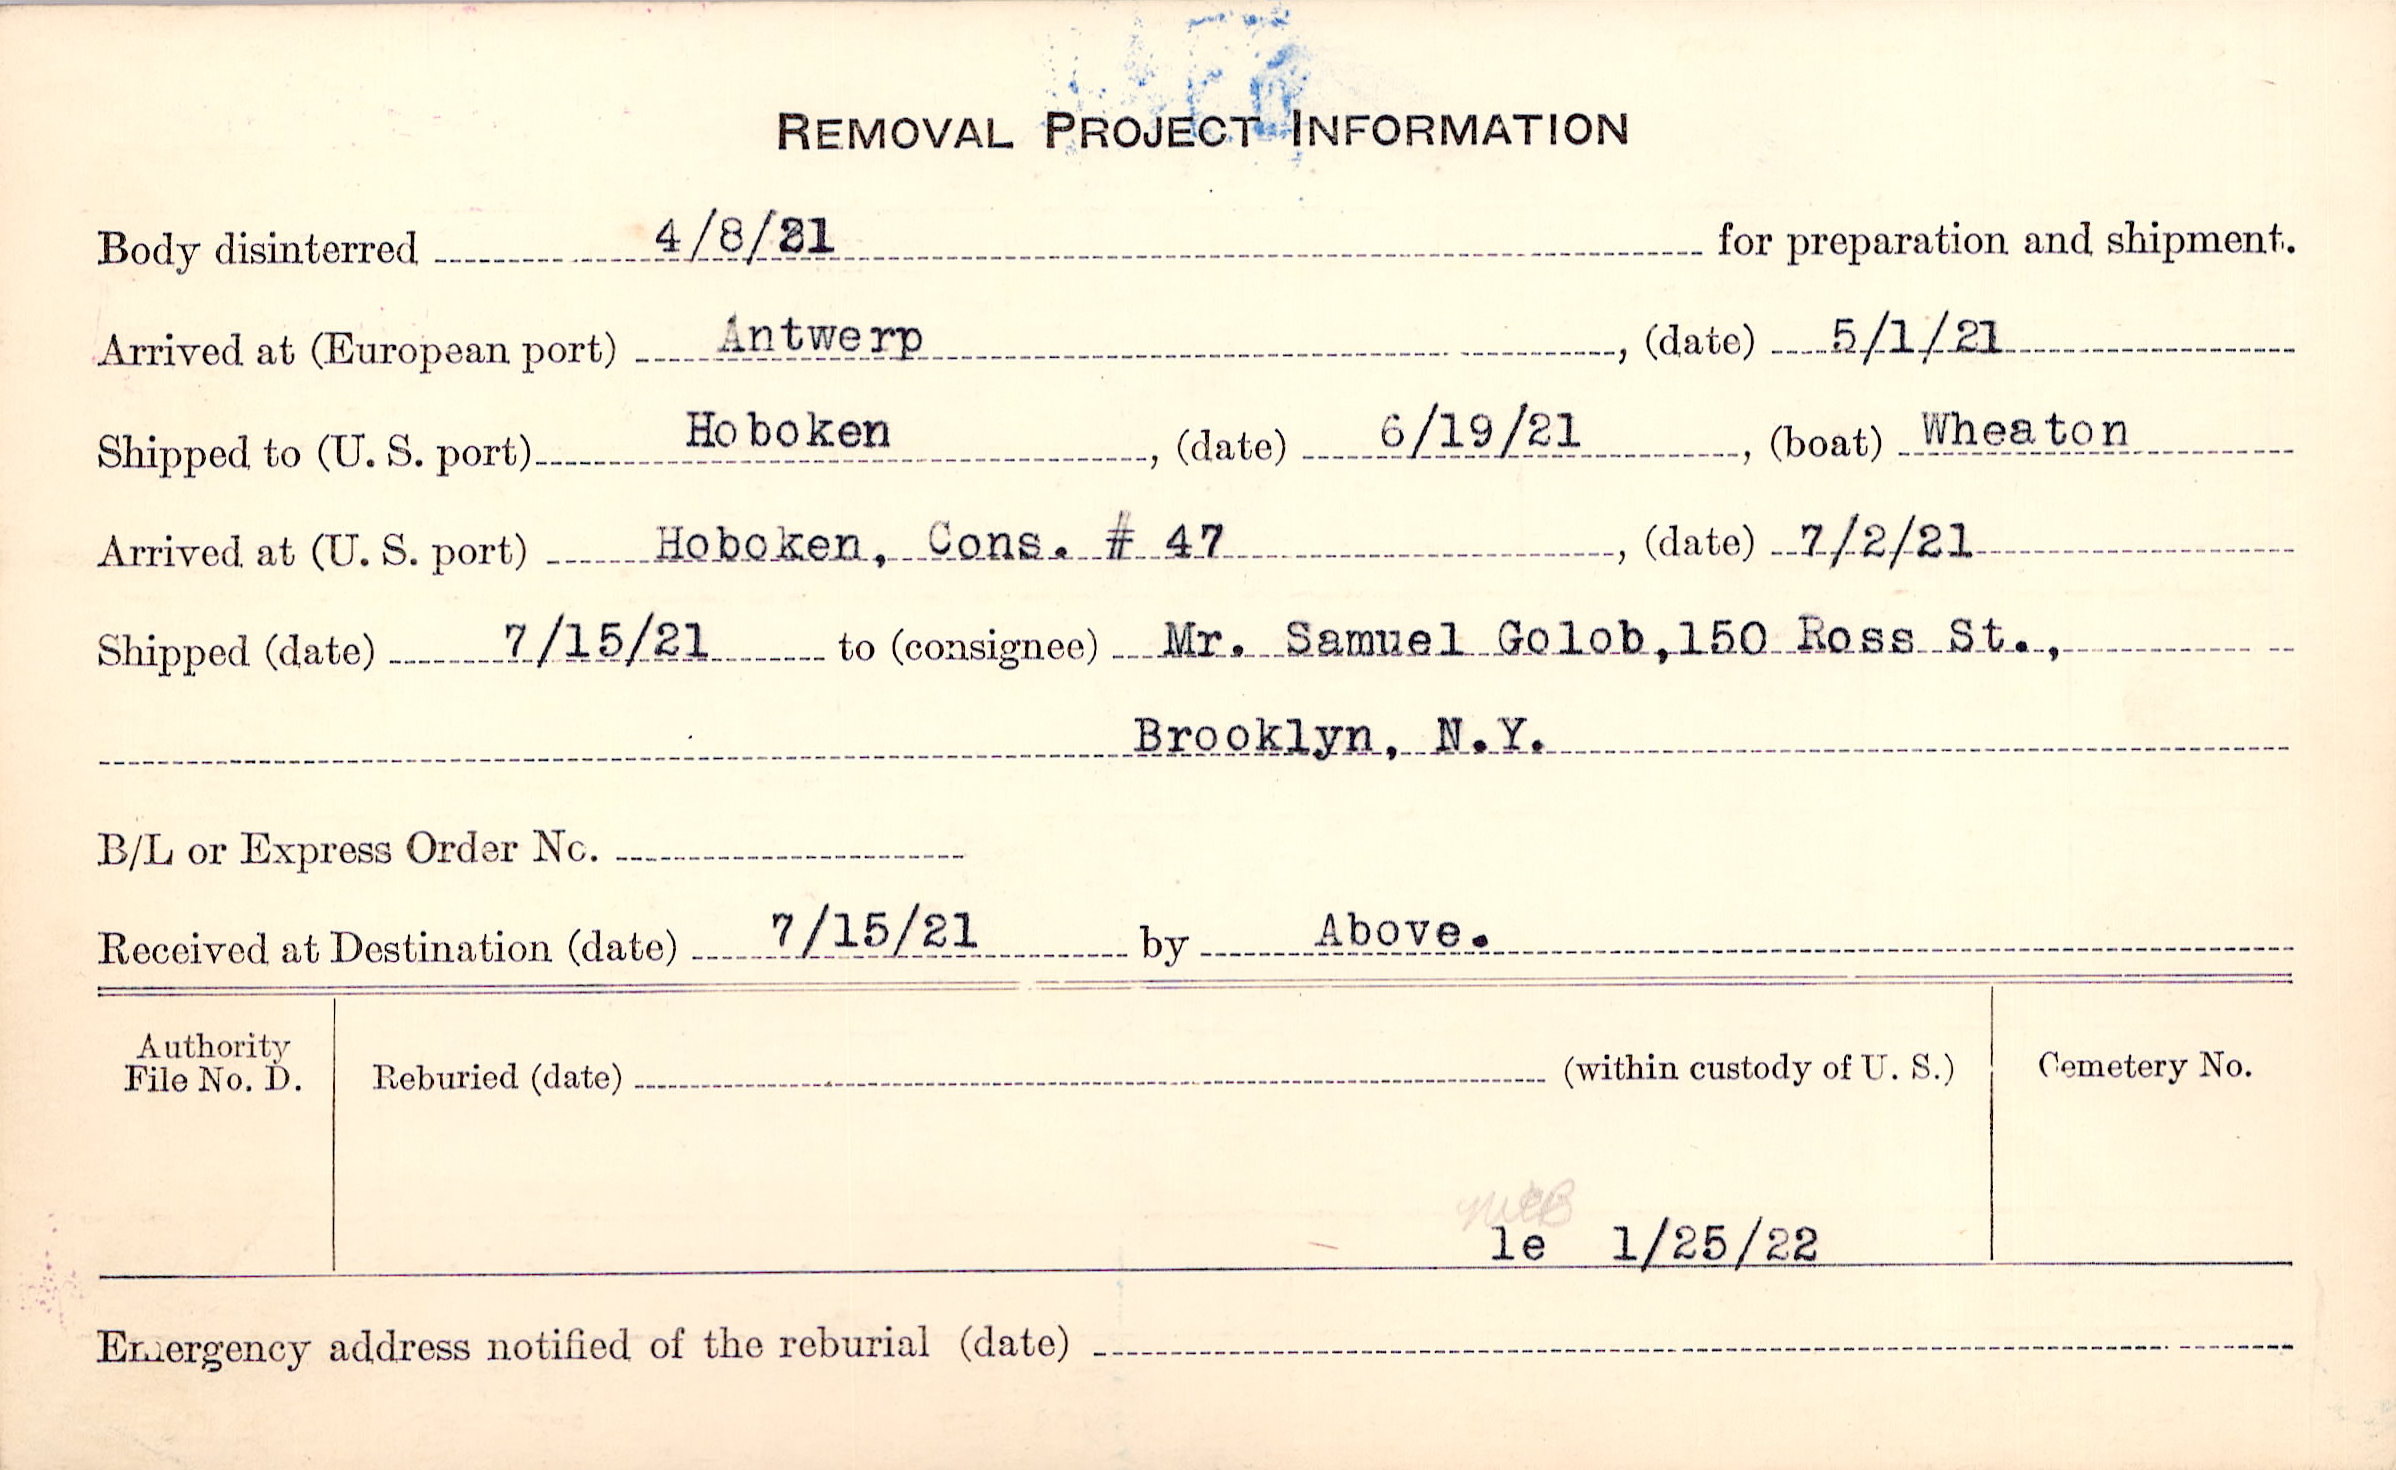 REMOVAL PROJECT INFORMATION
Body disinterred 4/8/21 for preparation and shipment.
Arrived at (European port) Antwerp, (date) 5/1/21
Shipped to (U. S. port) Hoboken, (date) 6/19/21, (boat) Wheaton
Arrived at (U. S. port) Hoboken, Cons. # 47, (date) 7/2/21
Shipped (date) 7/15/21 to (consignee) Mr. Samuel Golob,150 Ross St.,
Brooklyn, N.Y.
B/L or Express Order No.
Received at Destination (date) 7/15/21 by Above.
Authority
File No. D.
Reburied (date) (within custody of U. S.)
Cemetery No.
le 1/25/22
Emergency address notified of the reburial (date)